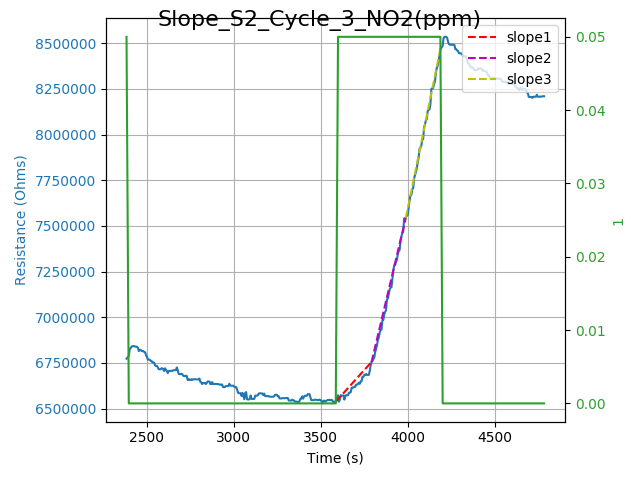 Slope_S2_Cycle_3_NO2(ppm)
slope1
slope2
slope3
Resistance (Ohms)
8500000
8250000
8000000
7750000
7500000
7250000
7000000
6750000
6500000
0.05
0.04
0.03
0.02
0.01
0.00
1
2500 3000 3500 4000 4500
Time (s)